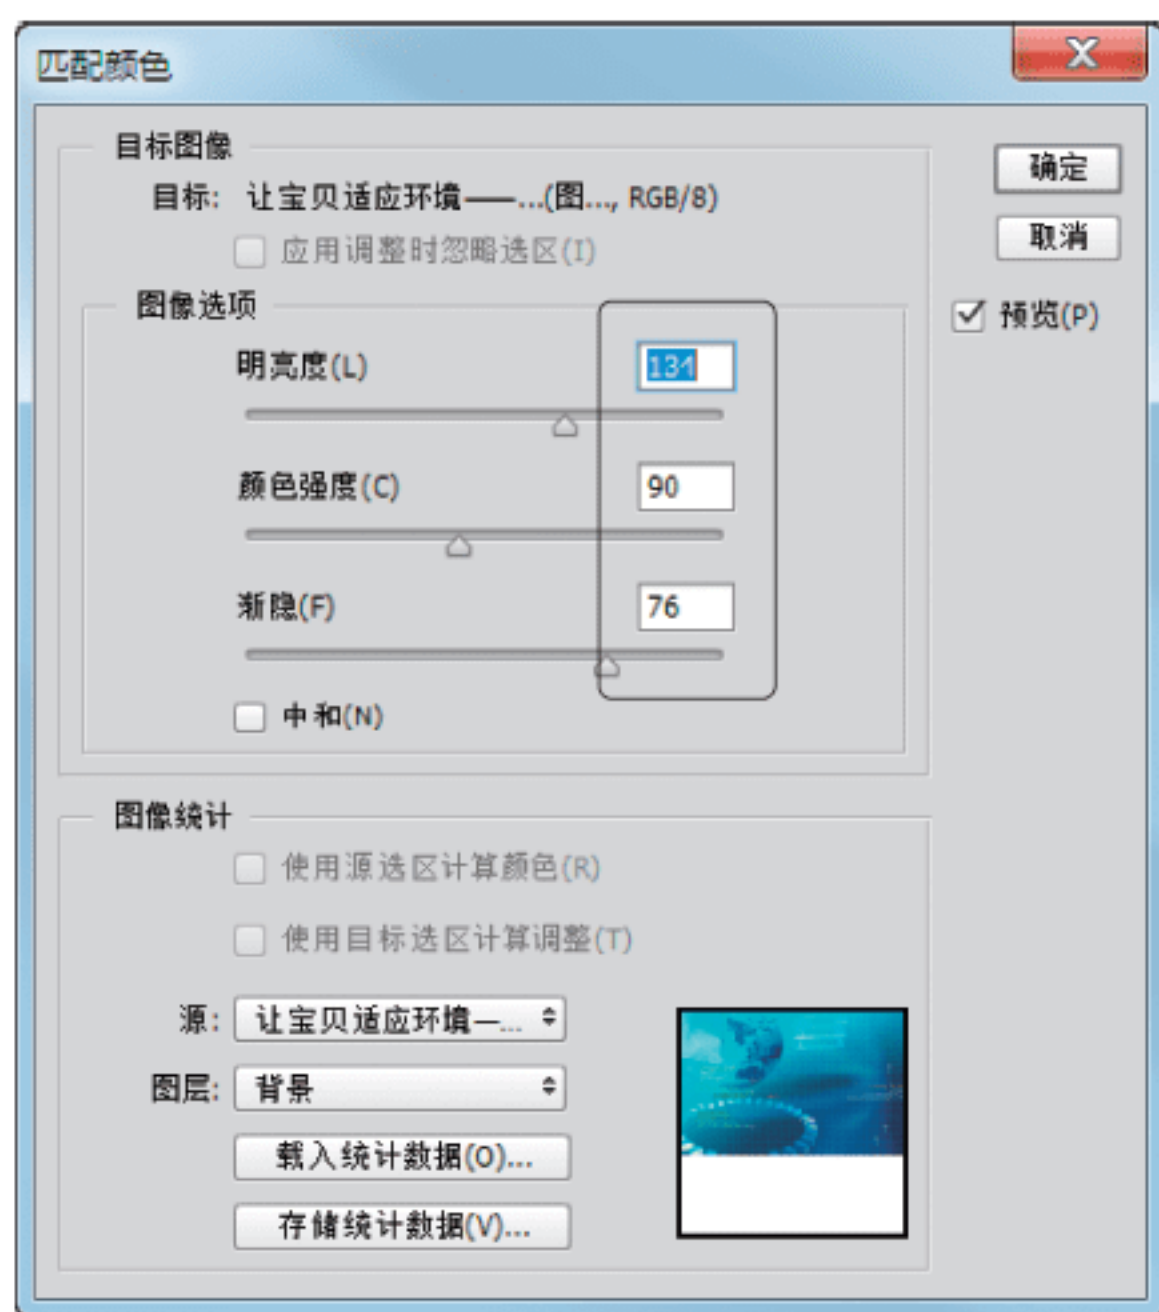 匹配颜色
目标图像
确定
目标: 让宝贝适应环境——...(图..., RGB/8)
取消
应用调整时忽略选区(I)
图像选项
预览(P)
明亮度(L)
134
颜色强度(C)
90
渐隐(F)
76
中和(N)
图像统计
使用源选区计算颜色(R)
使用目标选区计算调整(T)
源: 让宝贝适应环境—...
图层: 背景
载入统计数据(O)...
存储统计数据(V)...